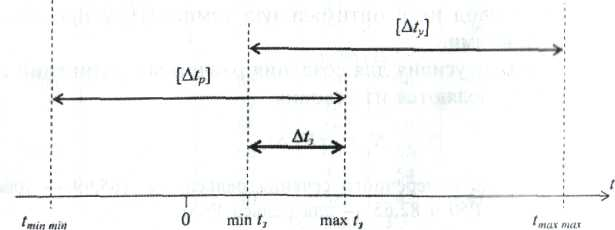 [Δt_y]
[Δt_p]
Δt_з
t
t_min min 0 min t_з max t_з t_max max